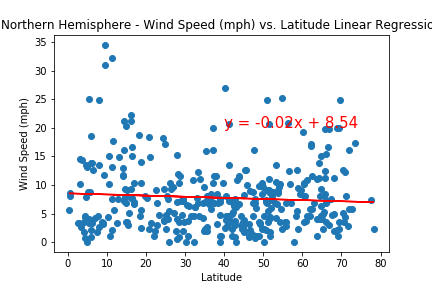 Northern Hemisphere - Wind Speed (mph) vs. Latitude Linear Regressio
35
30
25
20
15
10
5
0
Wind Speed (mph)
y = -0.02x + 8.54
0 10 20 30 40 50 60 70 80
Latitude